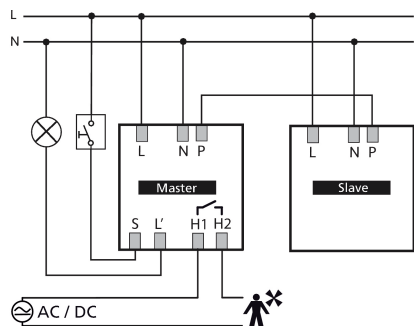 L
N
L N P
L N P
Master
Slave
S L' H1 H2
AC / DC